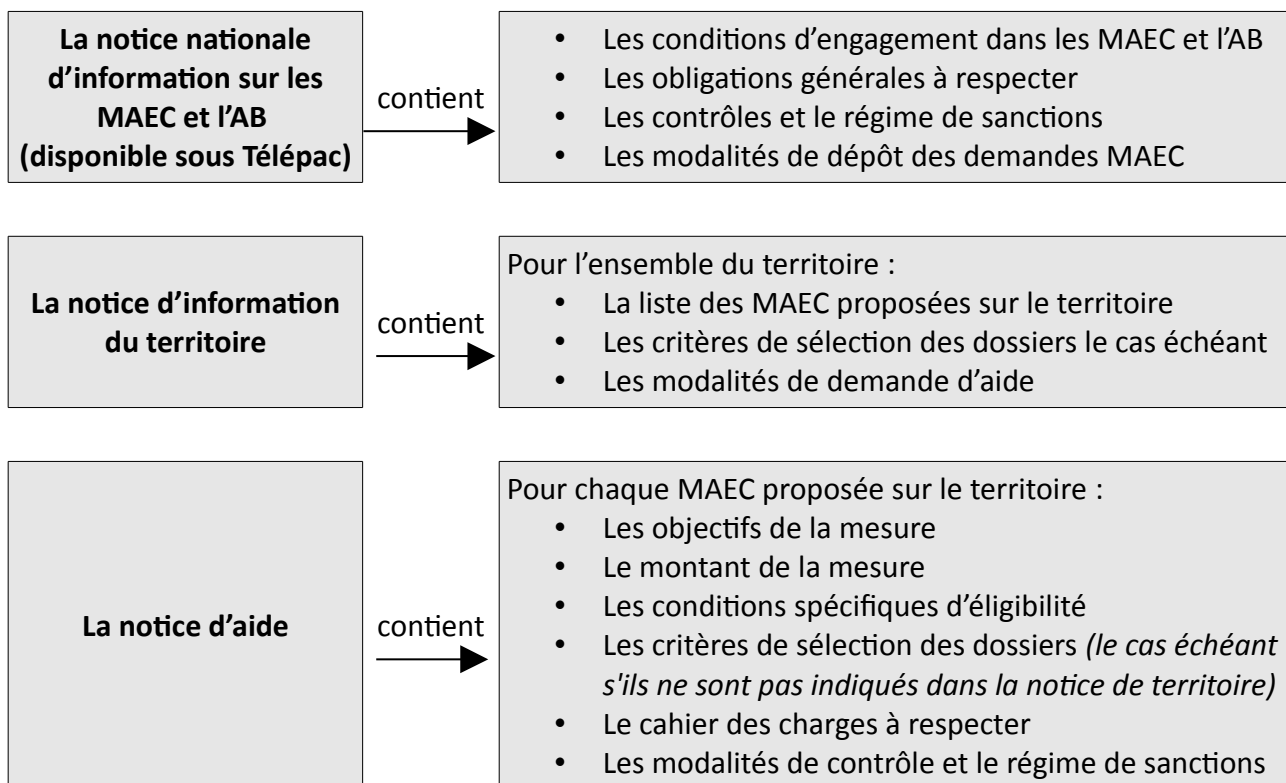 La notice nationale
d'information sur les
MAEC et l'AB
(disponible sous Télépac)
contient
• Les conditions d'engagement dans les MAEC et l'AB
• Les obligations générales à respecter
• Les contrôles et le régime de sanctions
• Les modalités de dépôt des demandes MAEC
La notice d'information
du territoire
contient
Pour l'ensemble du territoire :
• La liste des MAEC proposées sur le territoire
• Les critères de sélection des dossiers le cas échéant
• Les modalités de demande d'aide
La notice d'aide
contient
Pour chaque MAEC proposée sur le territoire :
• Les objectifs de la mesure
• Le montant de la mesure
• Les conditions spécifiques d'éligibilité
• Les critères de sélection des dossiers (le cas échéant
s'ils ne sont pas indiqués dans la notice de territoire)
• Le cahier des charges à respecter
• Les modalités de contrôle et le régime de sanctions